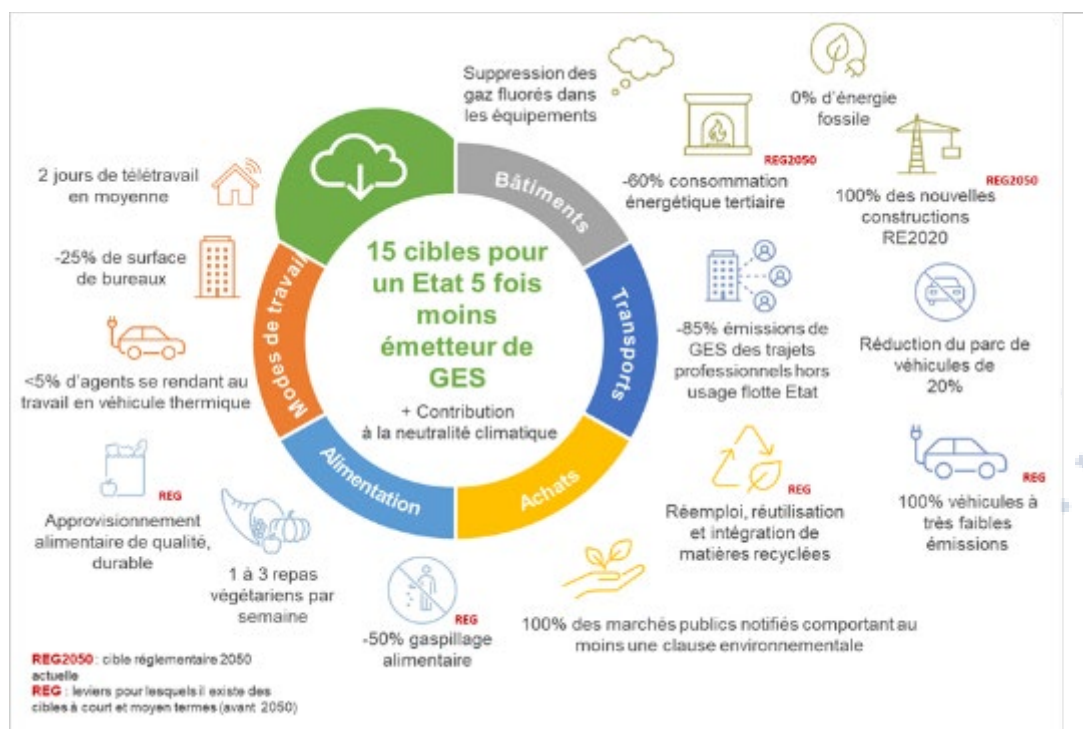 Suppression des
gaz fluorés dans
les équipements
0% d'énergie
fossile
REG2050
-60% consommation
énergétique tertiaire
REG2050
100% des nouvelles
constructions
RE2020
2 jours de télétravail
en moyenne
-25% de surface
de bureaux
<5% d'agents se rendant au
travail en véhicule thermique
Bâtiments
Transports
Achats
Alimentation
Modes de travail
15 cibles pour
un Etat 5 fois
moins
émetteur de
GES
+ Contribution
à la neutralité climatique
-85% émissions de
GES des trajets
professionnels hors
usage flotte Etat
Réduction du parc de
véhicules de
20%
REG
100% véhicules à
très faibles
émissions
REG
Réemploi, réutilisation
et intégration de
matières recyclées
100% des marchés publics notifiés comportant au
moins une clause environnementale
REG
-50% gaspillage
alimentaire
1 à 3 repas
végétariens par
semaine
REG
Approvisionnement
alimentaire de qualité,
durable
REG2050 : cible réglementaire 2050
actuelle
REG : leviers pour lesquels il existe des
cibles à court et moyen termes (avant 2050)